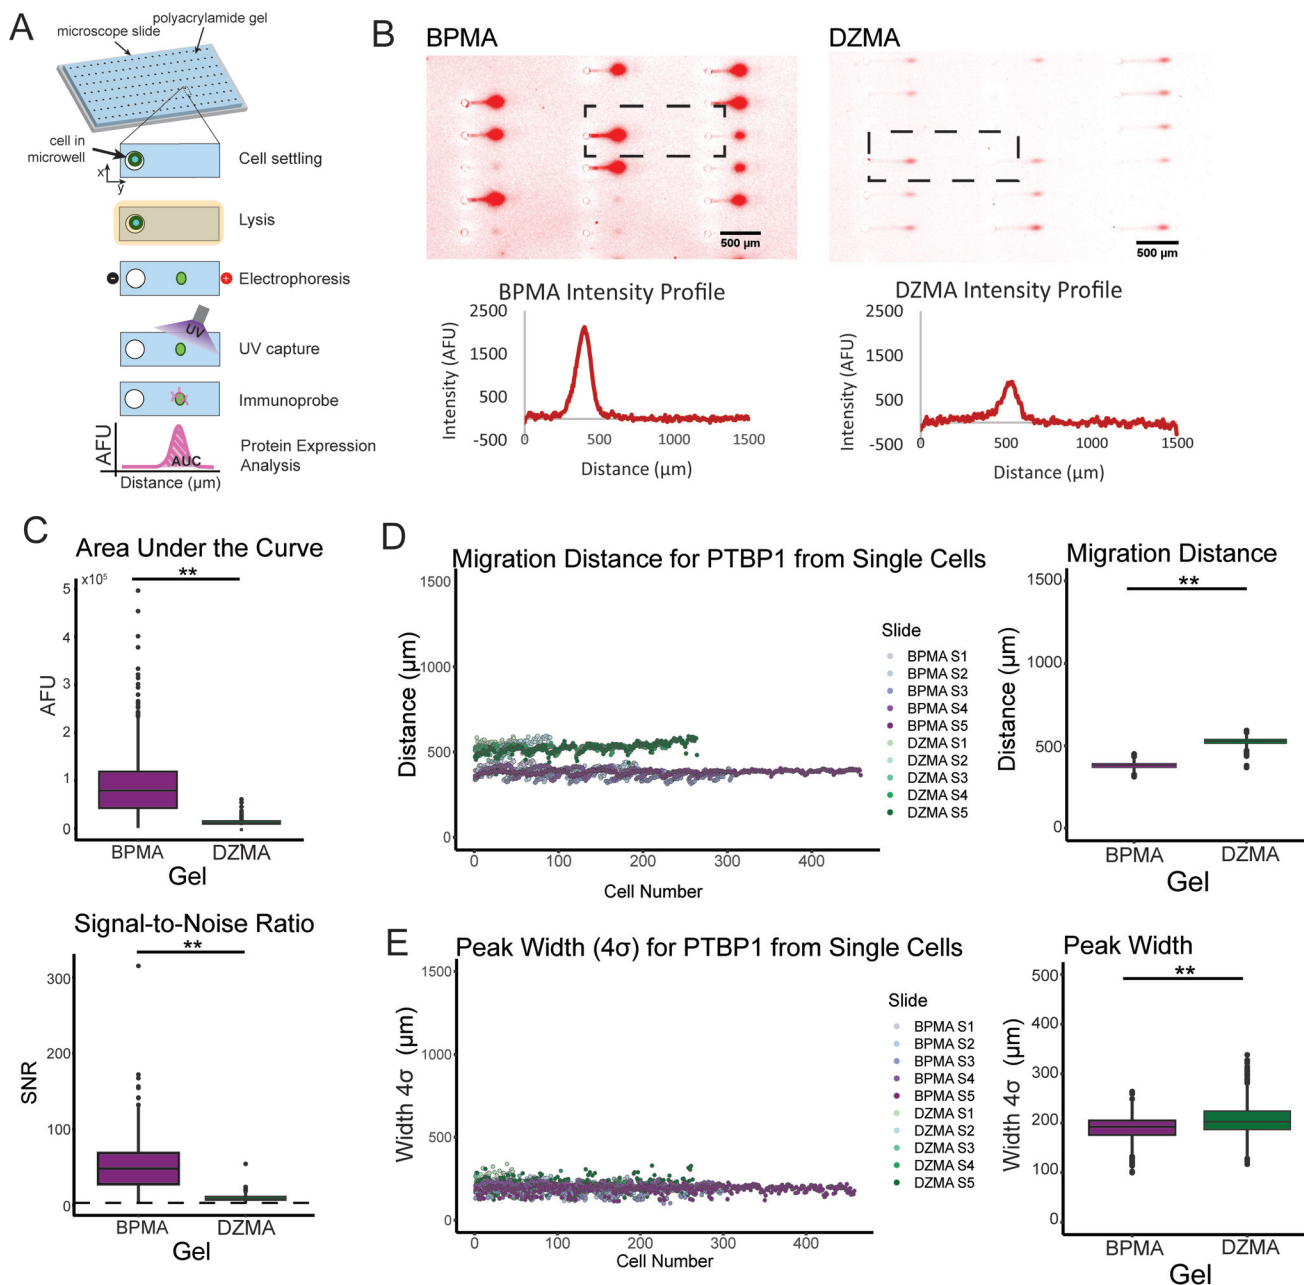 A
polyacrylamide gel
microscope slide
cell in
microwell
x
y
Cell settling
Lysis
-
+
Electrophoresis
UV
UV capture
Immunoprobe
AFU
AUC
Distance (µm)
Protein Expression
Analysis
B
BPMA
DZMA
500 µm
500 µm
BPMA Intensity Profile
Intensity (AFU)
2500
1500
500
-500
0
500
1000
1500
Distance (µm)
DZMA Intensity Profile
Intensity (AFU)
2500
1500
500
-500
0
500
1000
1500
Distance (µm)
C
Area Under the Curve
x10⁵
**
AFU
5
4
3
2
1
0
BPMA
DZMA
Gel
Signal-to-Noise Ratio
**
SNR
300
200
100
0
BPMA
DZMA
Gel
D
Migration Distance for PTBP1 from Single Cells
Distance (µm)
1500
1000
500
0
0
100
200
300
400
Cell Number
Slide
BPMA S1
BPMA S2
BPMA S3
BPMA S4
BPMA S5
DZMA S1
DZMA S2
DZMA S3
DZMA S4
DZMA S5
Migration Distance
**
Distance (µm)
1500
1000
500
0
BPMA
DZMA
Gel
E
Peak Width (4σ) for PTBP1 from Single Cells
Width 4σ (µm)
1500
1000
500
0
0
100
200
300
400
Cell Number
Slide
BPMA S1
BPMA S2
BPMA S3
BPMA S4
BPMA S5
DZMA S1
DZMA S2
DZMA S3
DZMA S4
DZMA S5
Peak Width
**
Width 4σ (µm)
500
400
300
200
100
0
BPMA
DZMA
Gel